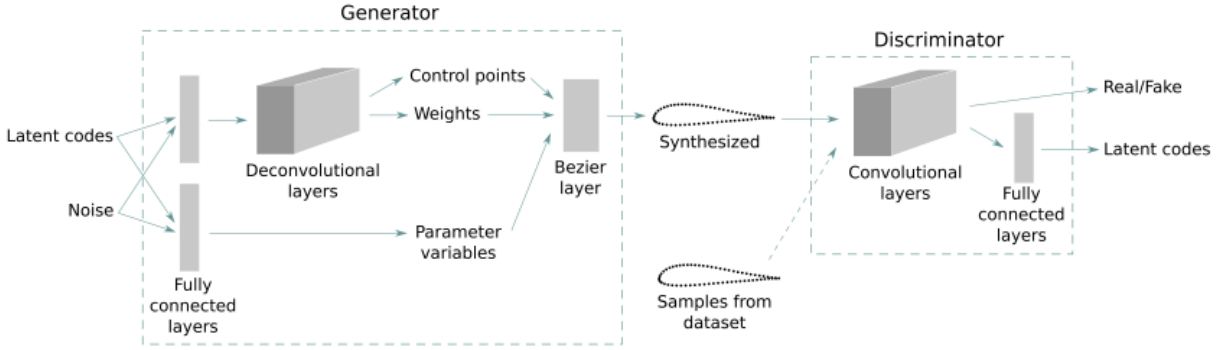 Generator
Discriminator
Control points
Weights
Latent codes
Noise
Deconvolutional
layers
Bezier
layer
Parameter
variables
Fully
connected
layers
Synthesized
Samples from
dataset
Convolutional
layers
Fully
connected
layers
Real/Fake
Latent codes